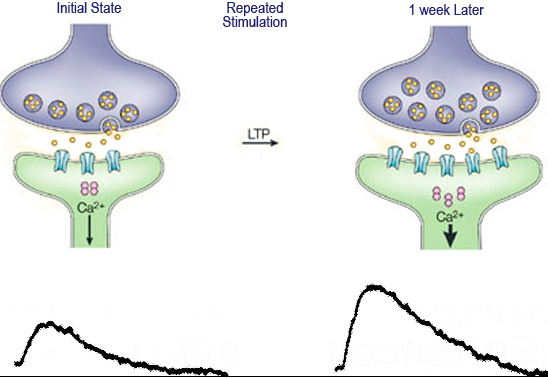 Initial State
Repeated
Stimulation
1 week Later
LTP
Ca2+
Ca2+